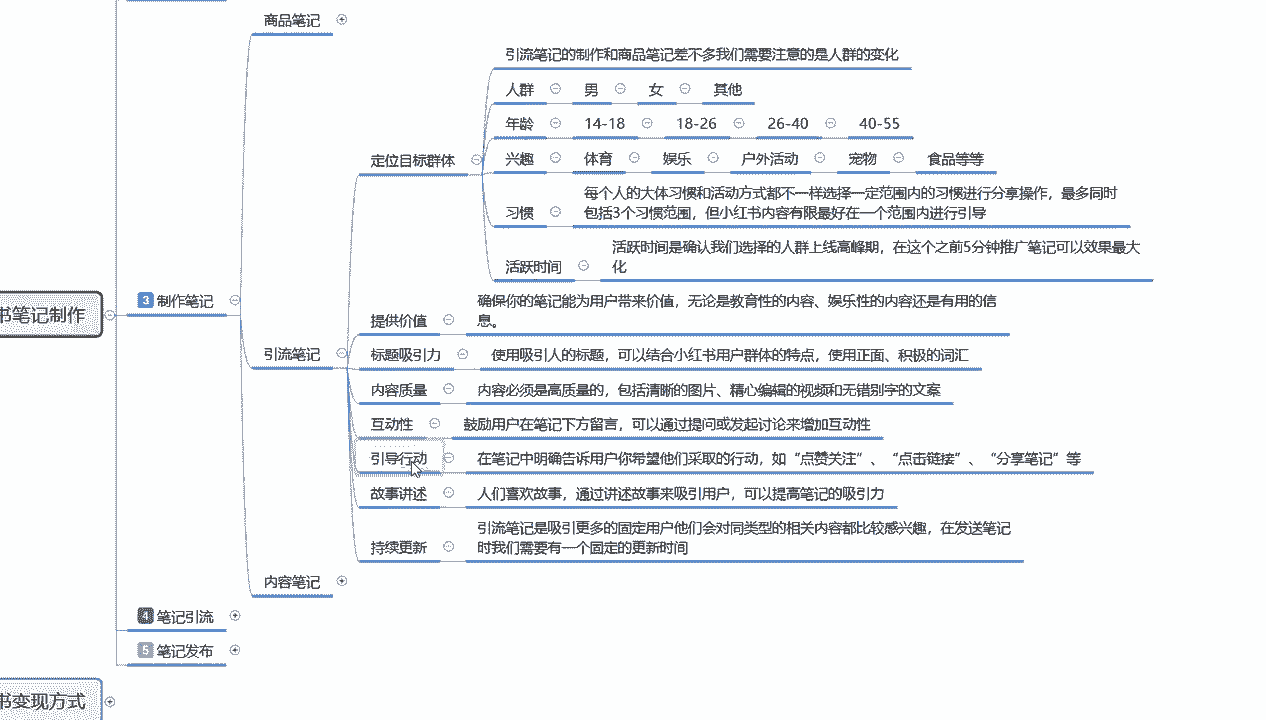 商品笔记
引流笔记的制作和商品笔记差不多我们需要注意的是人群的变化
人群 男 女 其他
年龄 14-18 18-26 26-40 40-55
定位目标群体
兴趣 体育 娱乐 户外活动 宠物 食品等等
每个人的大体习惯和活动方式都不一样选择一定范围内的习惯进行分享操作，最多同时
习惯 包括3个习惯范围，但小红书内容有限最好在一个范围内进行引导
活跃时间是确认我们选择的人群上线高峰期，在这个之前5分钟推广笔记可以效果最大
活跃时间 化
3 制作笔记
书笔记制作
确保你的笔记能为用户带来价值，无论是教育性的内容、娱乐性的内容还是有用的信
提供价值 息。
引流笔记
标题吸引力 使用吸引人的标题，可以结合小红书用户群体的特点，使用正面、积极的词汇
内容质量 内容必须是高质量的，包括清晰的图片、精心编辑的视频和无错别字的文案
互动性 鼓励用户在笔记下方留言，可以通过提问或发起讨论来增加互动性
引导行动 在笔记中明确告诉用户你希望他们采取的行动，如“点赞关注”、“点击链接”、“分享笔记”等
故事讲述 人们喜欢故事，通过讲述故事来吸引用户，可以提高笔记的吸引力
引流笔记是吸引更多的固定用户他们会对同类型的相关内容都比较感兴趣，在发送笔记
持续更新 时我们需要有一个固定的更新时间
内容笔记
4 笔记引流
5 笔记发布
书变现方式